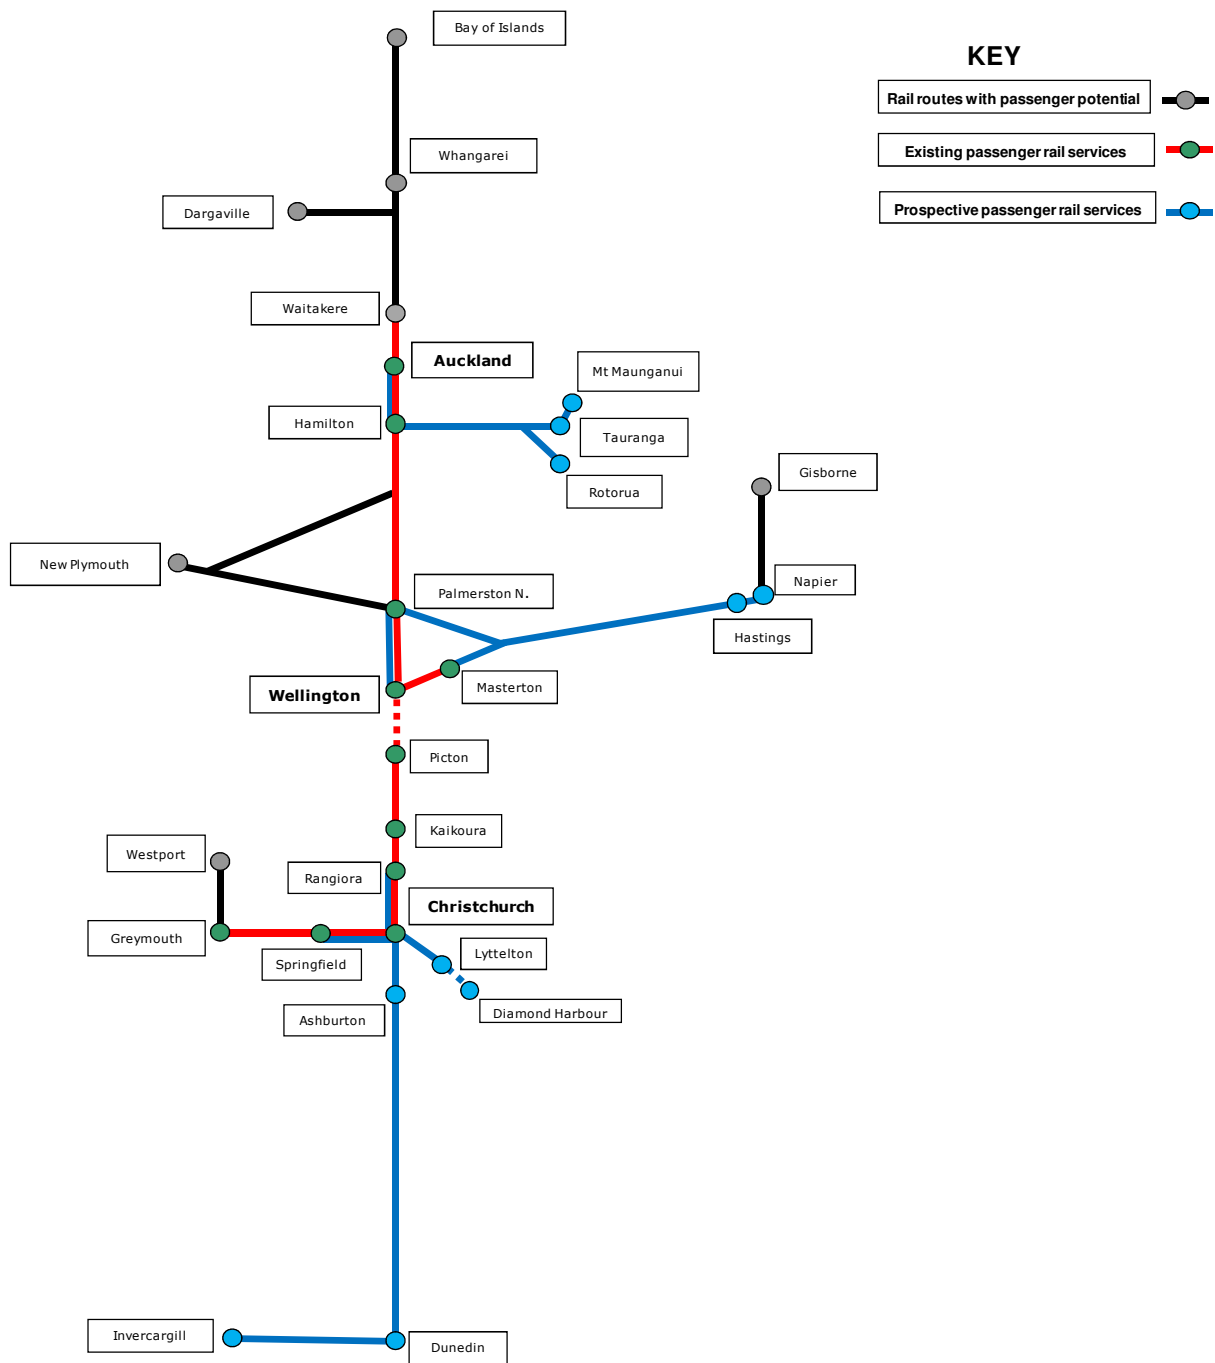 Bay of Islands
KEY
Rail routes with passenger potential
Existing passenger rail services
Whangarei
Prospective passenger rail services
Dargaville
Waitakere
Auckland
Mt Maunganui
Hamilton
Tauranga
Gisborne
Rotorua
New Plymouth
Napier
Palmerston N.
Hastings
Masterton
Wellington
Picton
Kaikoura
Westport
Rangiora
Christchurch
Greymouth
Lyttelton
Springfield
Diamond Harbour
Ashburton
Invercargill
Dunedin